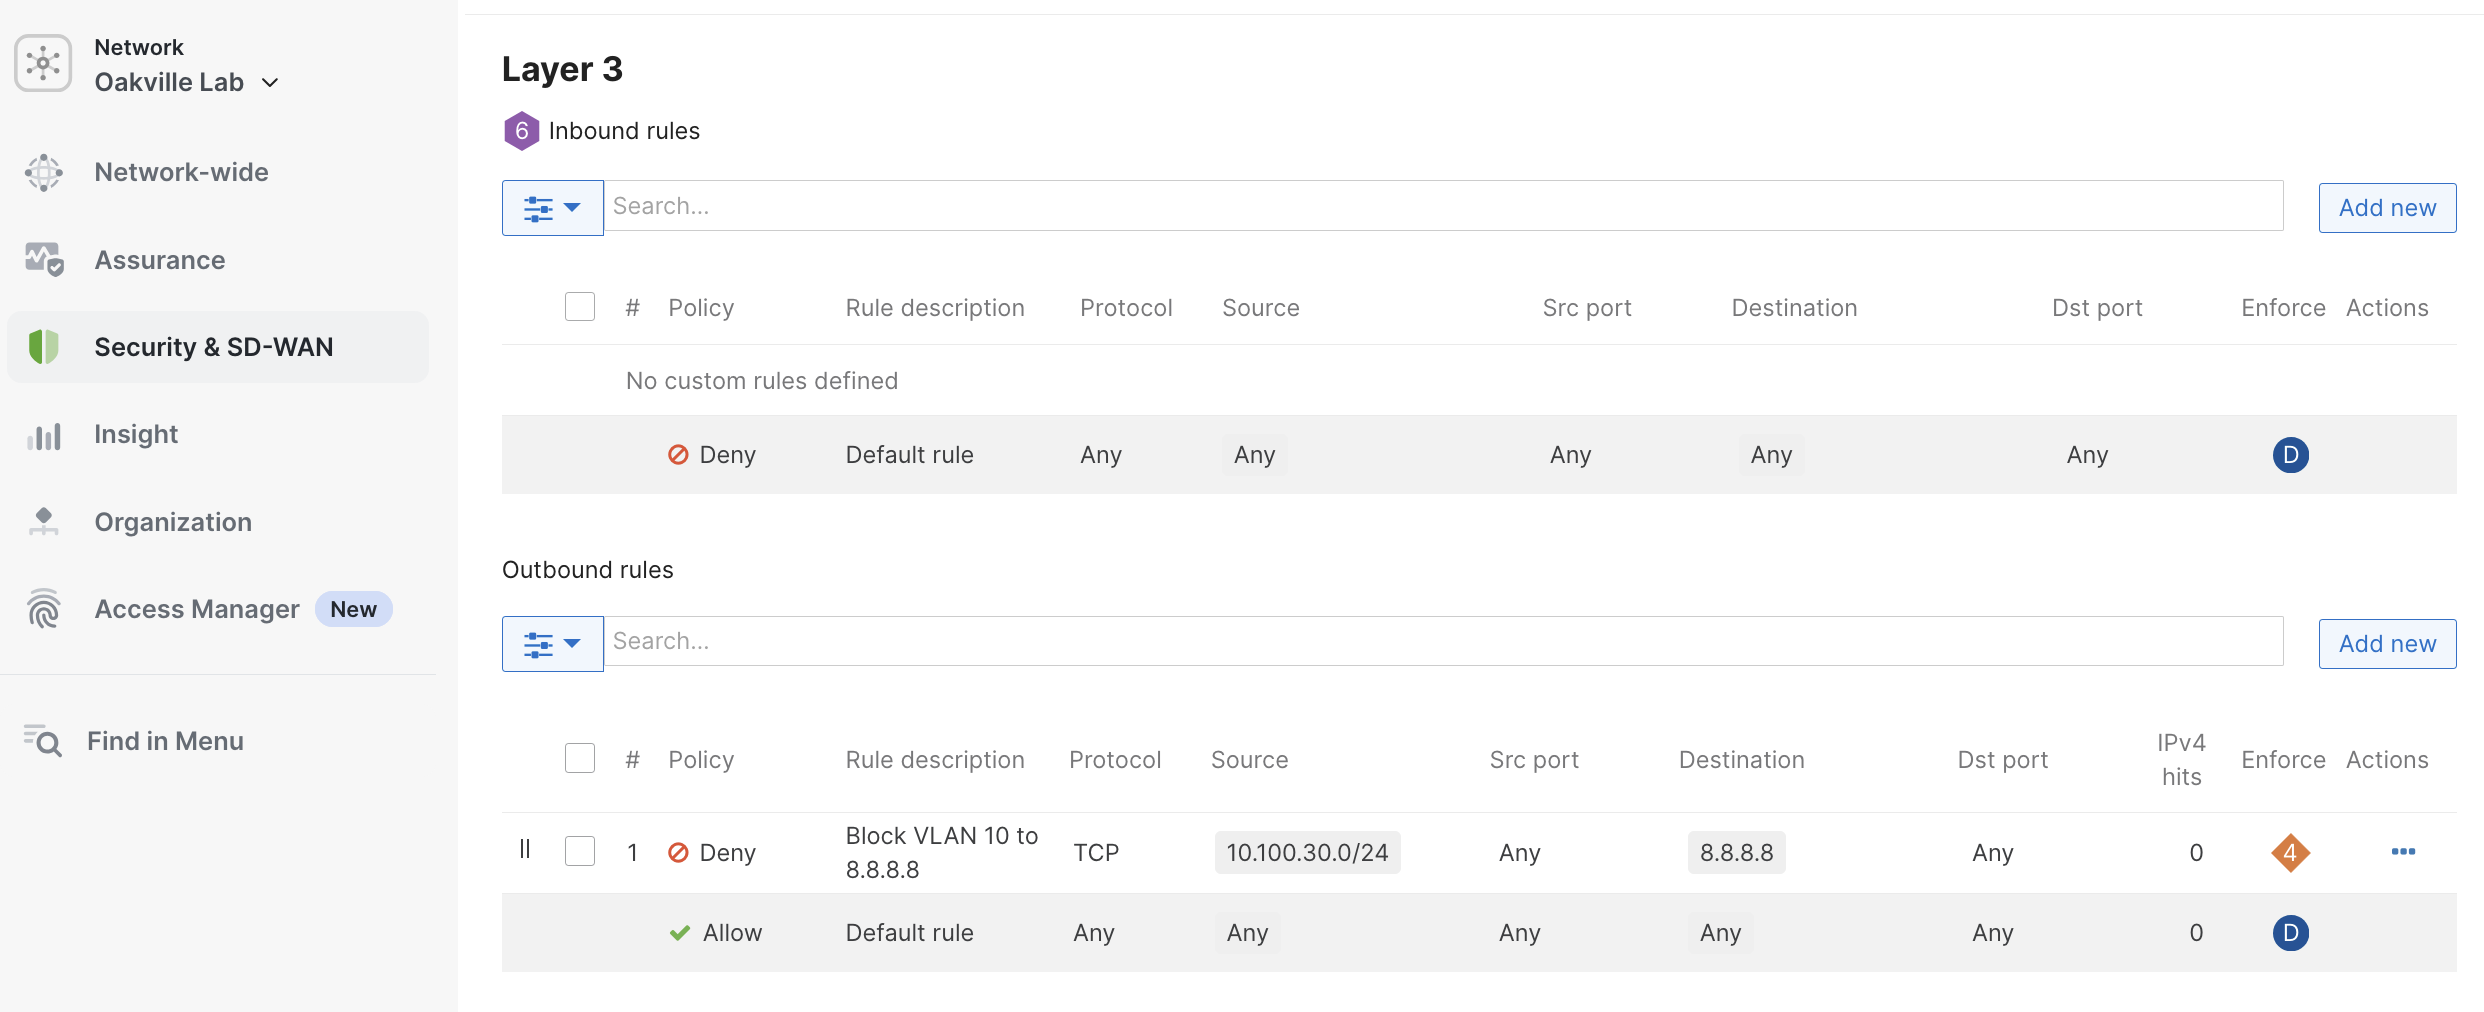 Network
Oakville Lab
Network-wide
Assurance
Security & SD-WAN
Insight
Organization
Access Manager New
Find in Menu
Layer 3
6 Inbound rules
Search...
Add new
# Policy Rule description Protocol Source Src port Destination Dst port Enforce Actions
No custom rules defined
Deny Default rule Any Any Any Any Any D
Outbound rules
Search...
Add new
# Policy Rule description Protocol Source Src port Destination Dst port IPv4 hits Enforce Actions
1 Deny Block VLAN 10 to 8.8.8.8 TCP 10.100.30.0/24 Any 8.8.8.8 Any 0 4
Allow Default rule Any Any Any Any Any 0 D